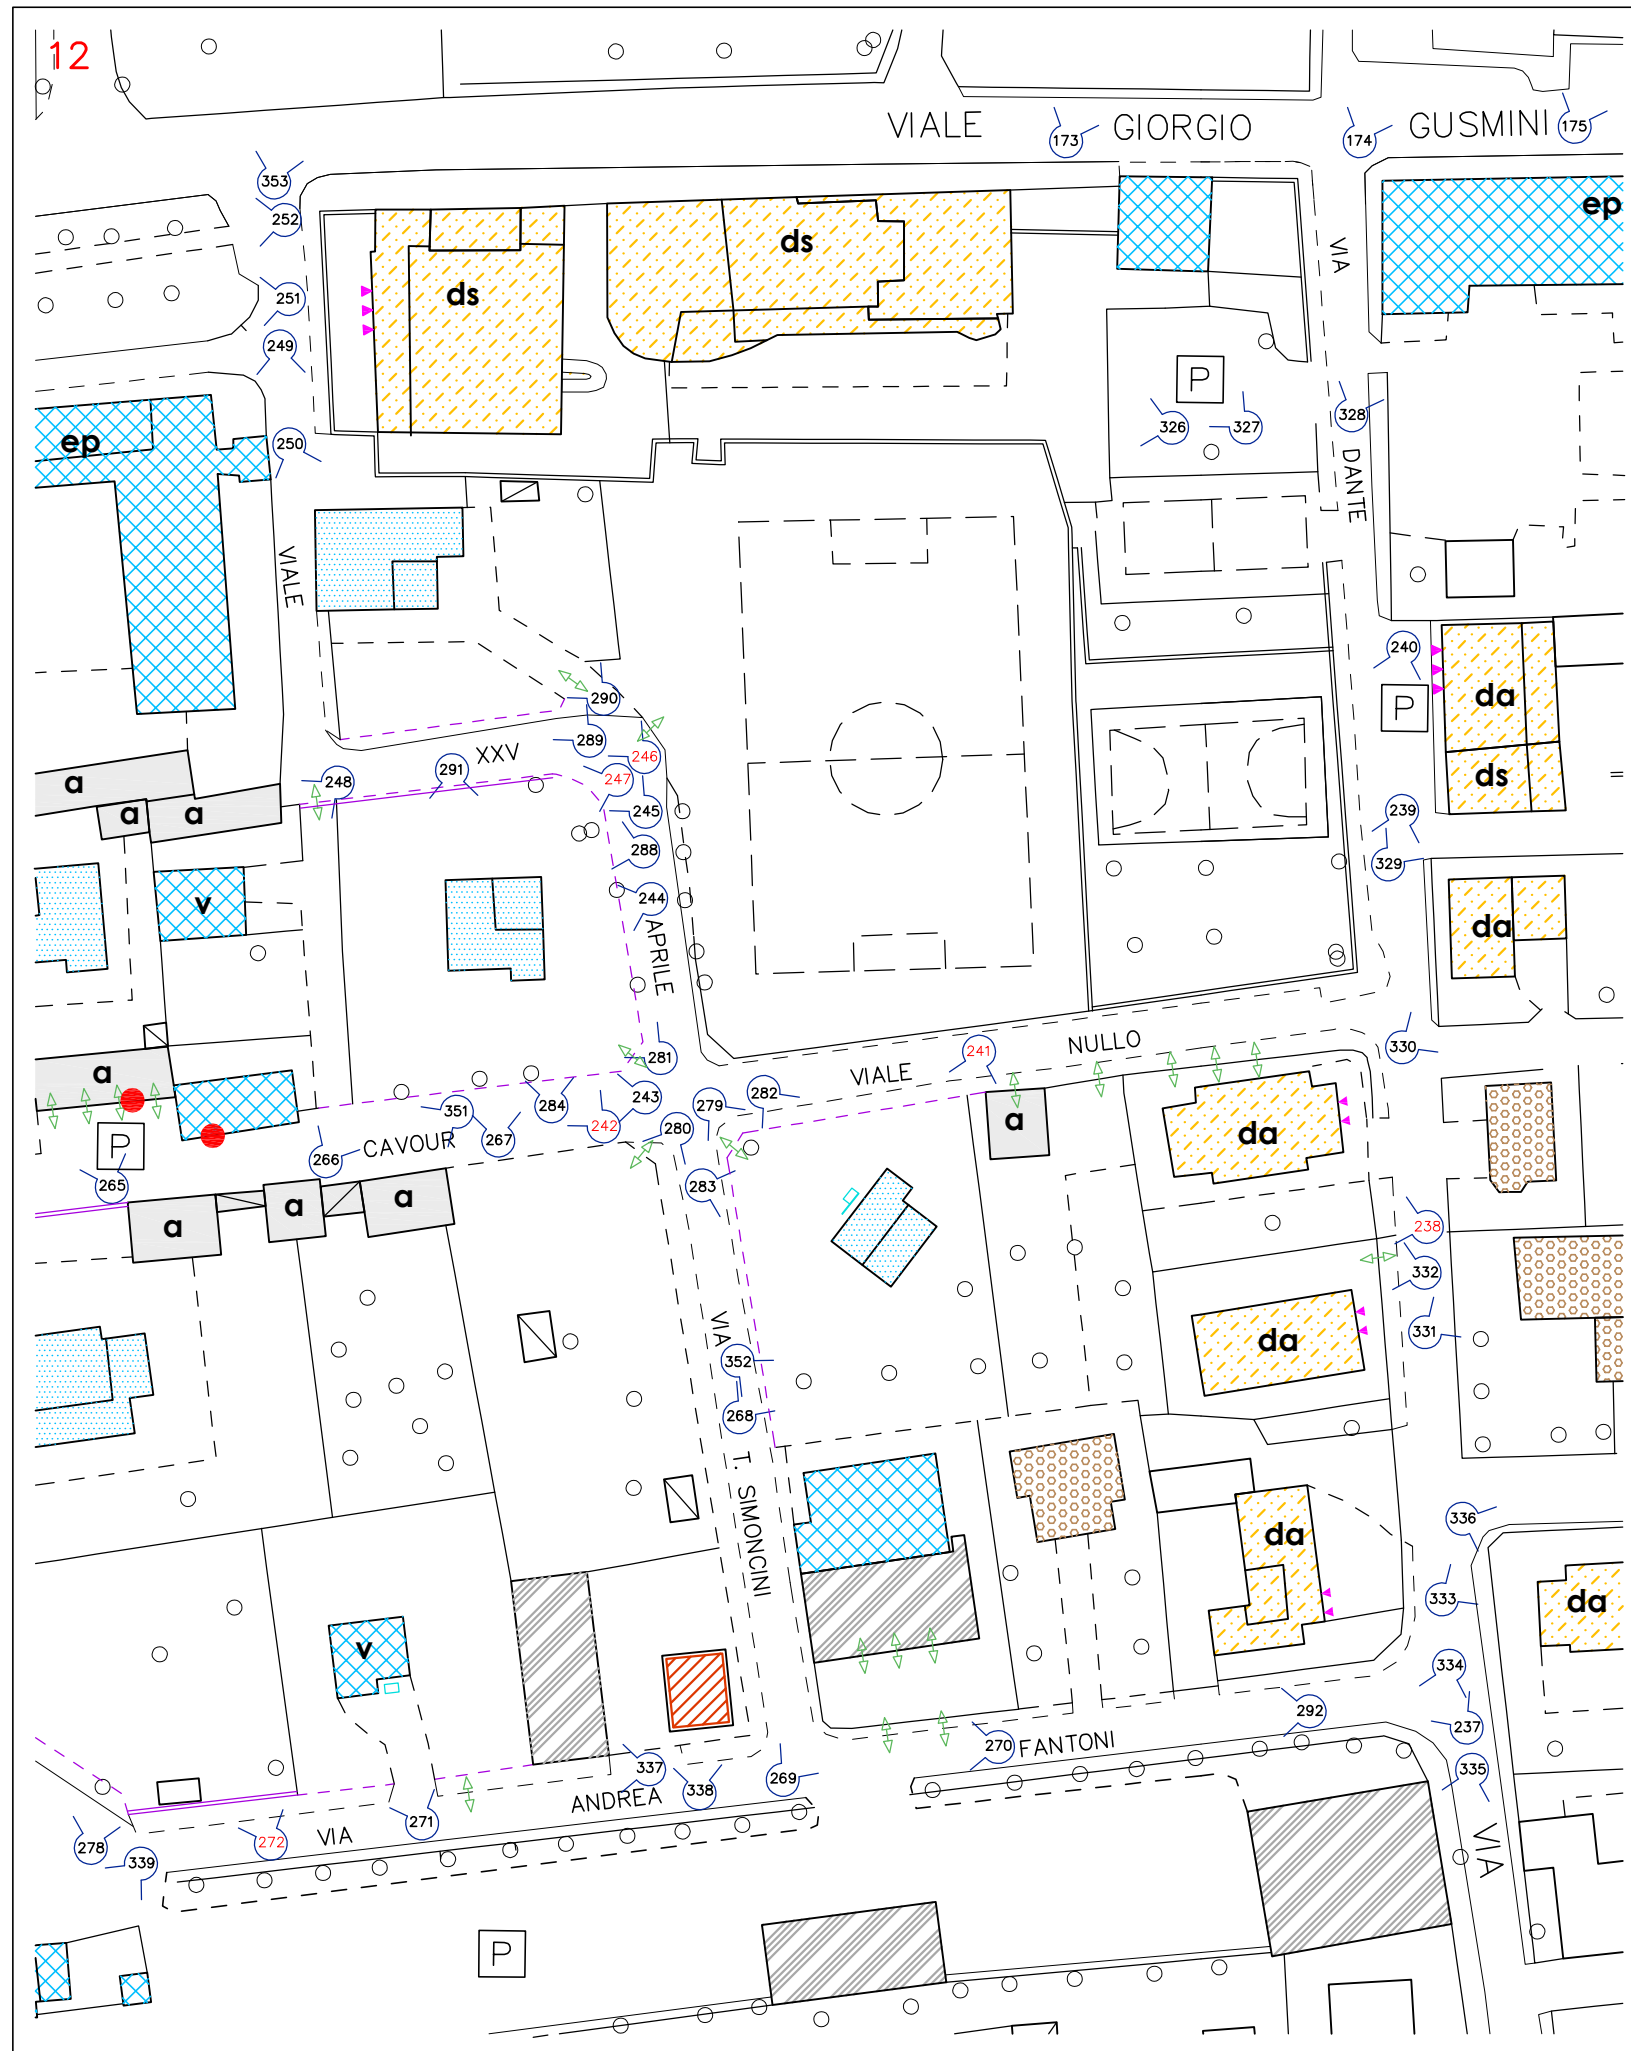 12
VIALE GIORGIO GUSMINI
173
174
175
353
252
ep
ds
VIA
251
ds
249
P
328
326
327
ep
250
DANTE
VIALE
240
290
da
P
289
XXV
246
291
247
248
ds
a
a
a
245
239
288
329
v
244
da
APRILE
NULLO
330
241
281
VIALE
a
282
243
279
284
351
a
242
280
267
da
P
CAVOUR
266
265
283
a
a
a
238
332
VIA
331
da
352
268
T. SIMONCINI
336
da
333
da
v
334
292
237
270
FANTONI
337
335
269
338
ANDREA
271
VIA
272
278
VIA
339
P